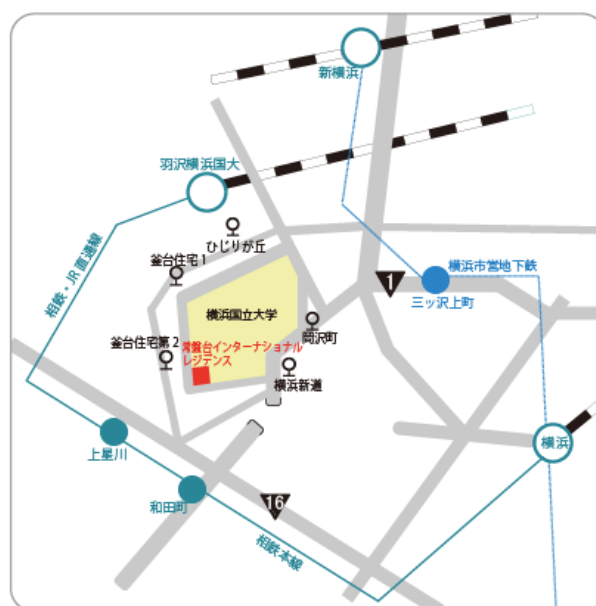 新横浜
羽沢横浜国大
ひじりが丘
釜台住宅1
相鉄・JR直通線
横浜市営地下鉄
1
三ッ沢上町
横浜国立大学
岡沢町
釜台住宅第2
常盤台インターナショナル
レジデンス
横浜新道
上星川
横浜
和田町
16
相鉄本線